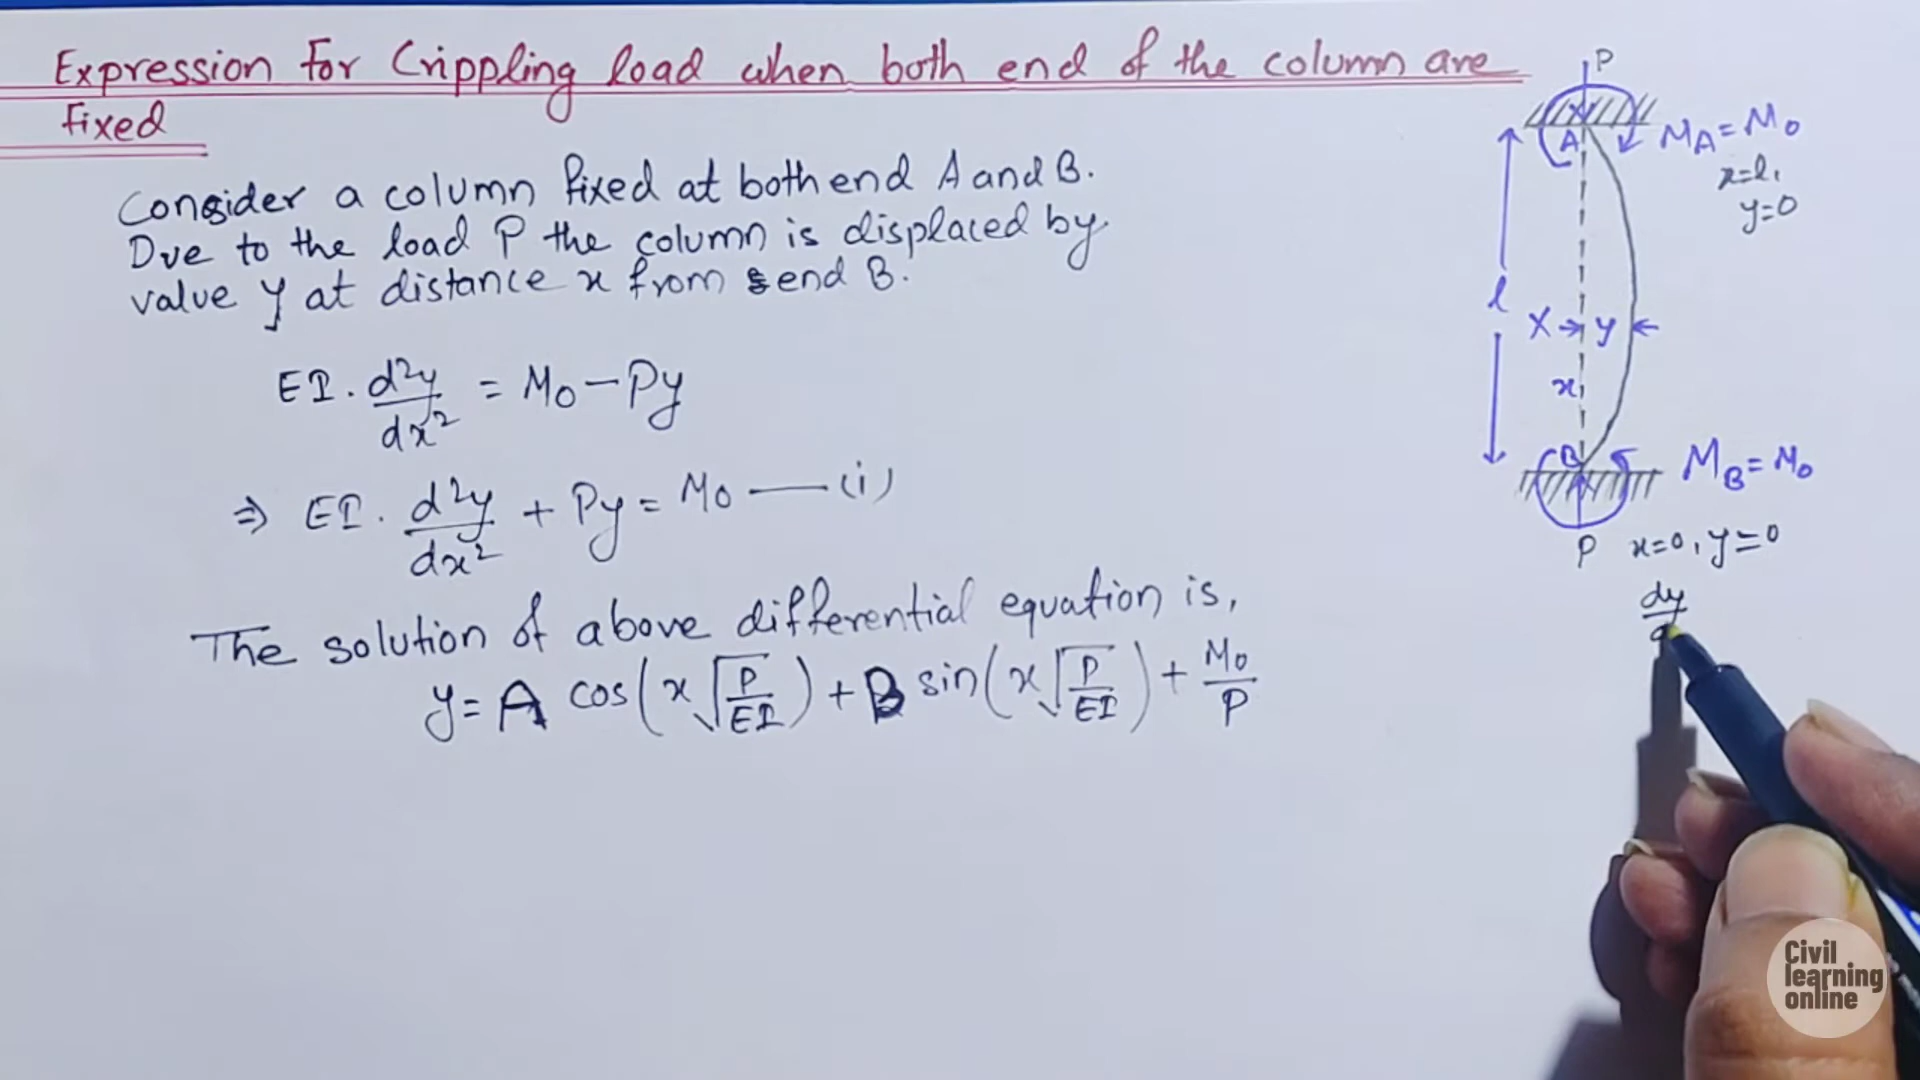 Expression for Crippling load when both end of the column are
fixed
Consider a column fixed at both end A and B.
Due to the load P the column is displaced by
value y at distance x from end B.
EI. d²y/dx² = M₀ - Py
⇒ EI. d²y/dx² + Py = M₀ — (i)
The solution of above differential equation is,
y = A cos(x√(P/EI)) + B sin(x√(P/EI)) + M₀/P
P
A
M_A = M₀
x=l,
y=0
l
X
y
x
B
M_B = M₀
P
x=0, y=0
dy
Civil
learning
online